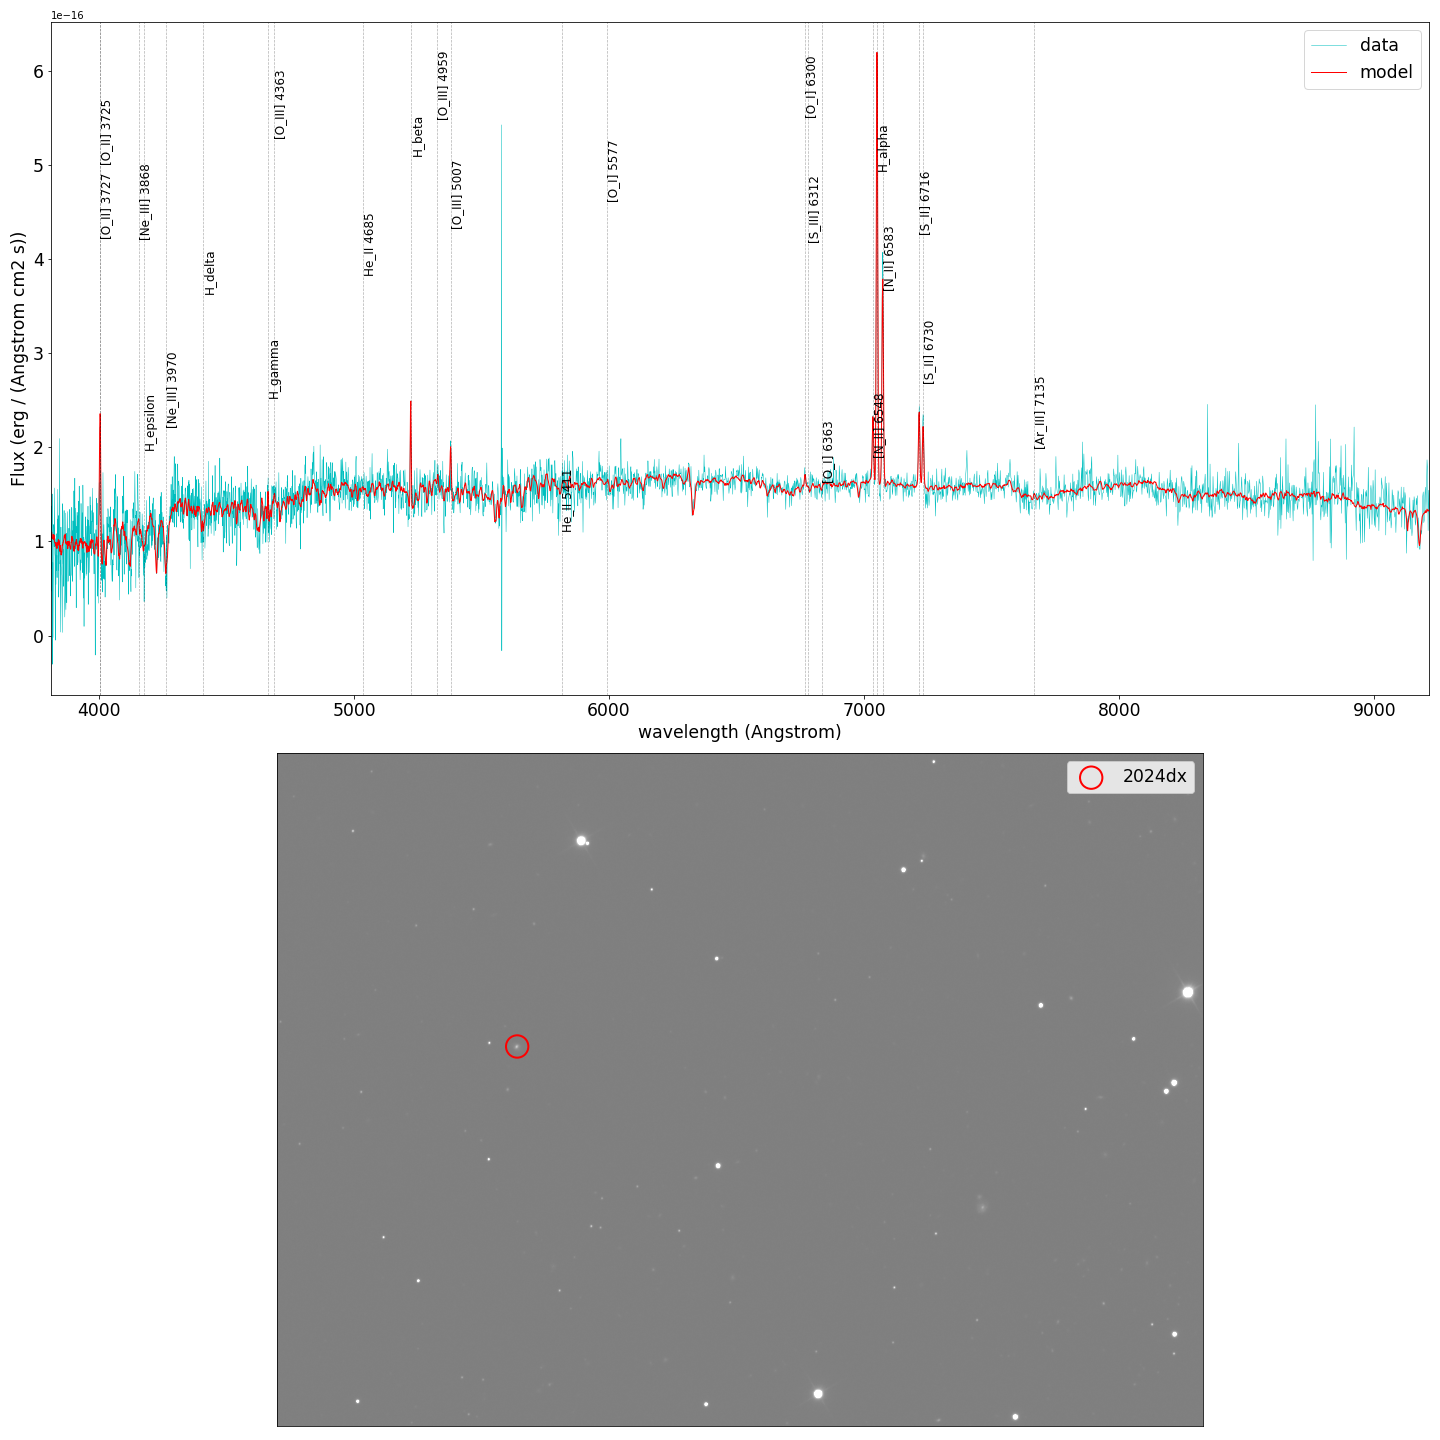 1e−16
data
model
[O_II] 3727
[O_II] 3725
[Ne_III] 3868
H_epsilon
[Ne_III] 3970
H_delta
H_gamma
[O_III] 4363
He_II 4685
H_beta
[O_III] 4959
[O_III] 5007
He_II 5411
[O_I] 5577
[O_I] 6300
[S_III] 6312
[O_I] 6363
[N_II] 6548
H_alpha
[N_II] 6583
[S_II] 6716
[S_II] 6730
[Ar_III] 7135
6
5
4
3
2
1
0
Flux (erg / (Angstrom cm2 s))
4000 5000 6000 7000 8000 9000
wavelength (Angstrom)
2024dx